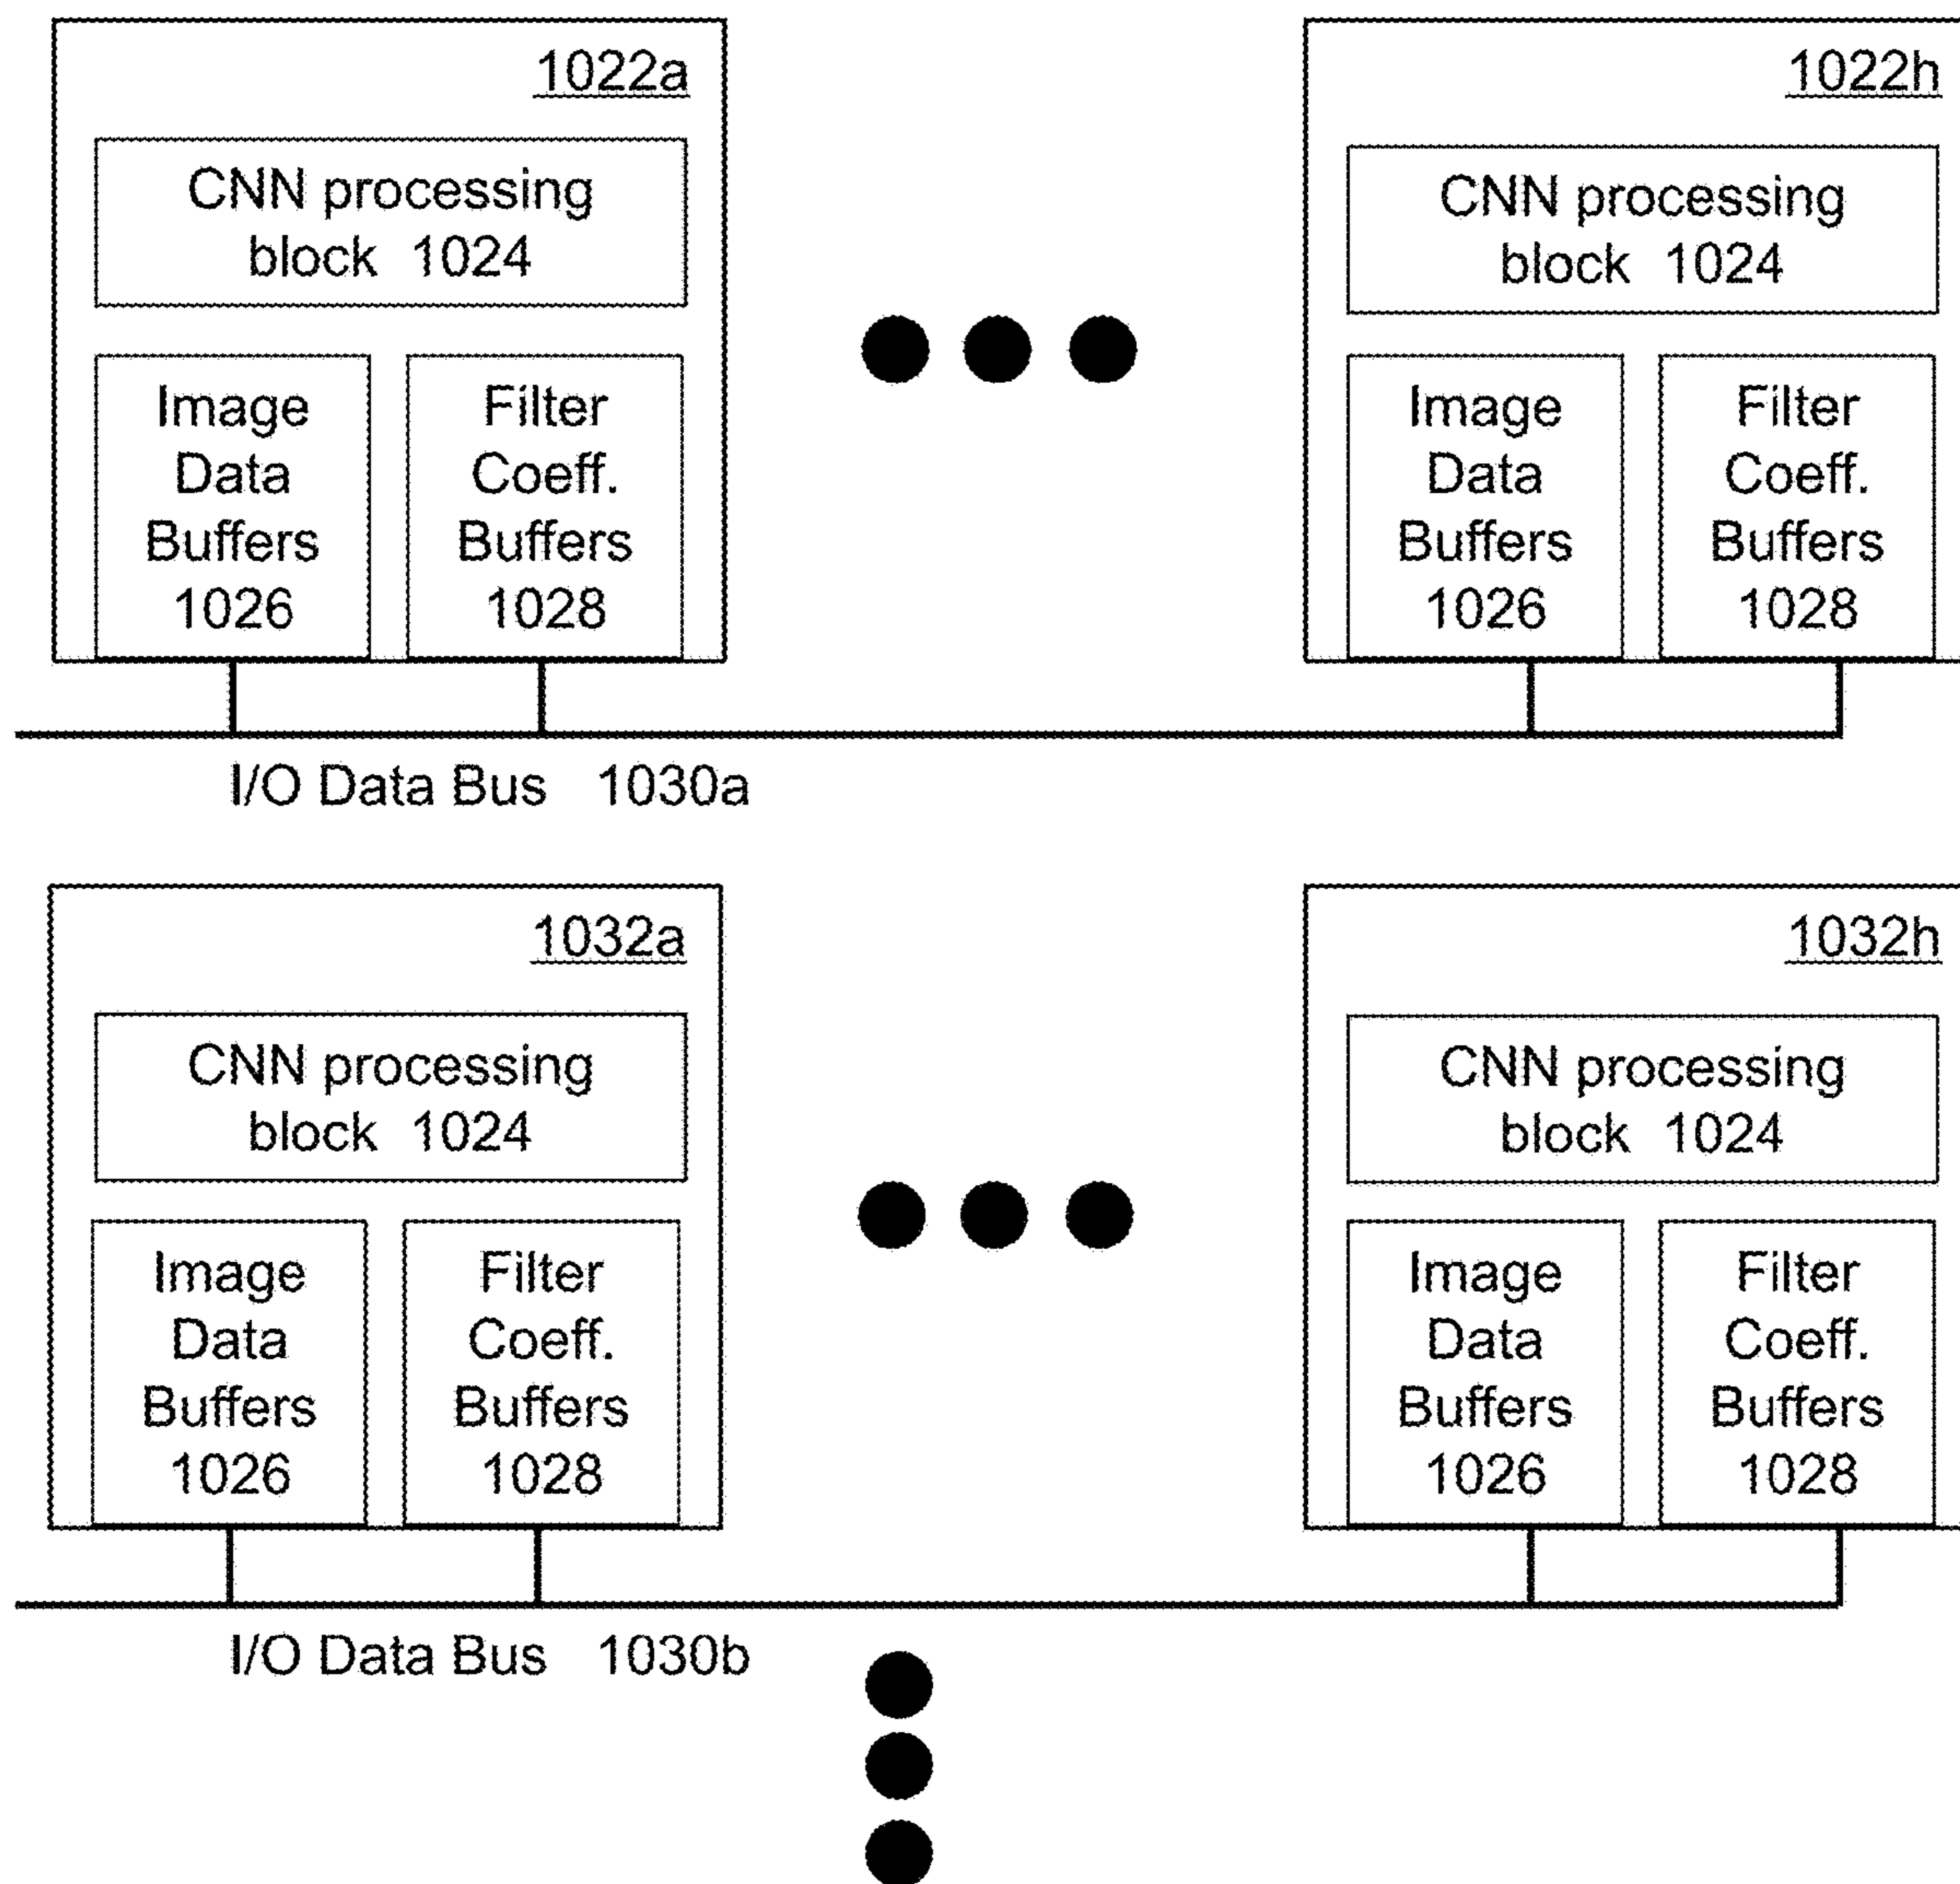 1022a
CNN processing
block 1024
Image
Data
Buffers
1026
Filter
Coeff.
Buffers
1028
1022h
CNN processing
block 1024
Image
Data
Buffers
1026
Filter
Coeff.
Buffers
1028
I/O Data Bus 1030a
1032a
CNN processing
block 1024
Image
Data
Buffers
1026
Filter
Coeff.
Buffers
1028
1032h
CNN processing
block 1024
Image
Data
Buffers
1026
Filter
Coeff.
Buffers
1028
I/O Data Bus 1030b